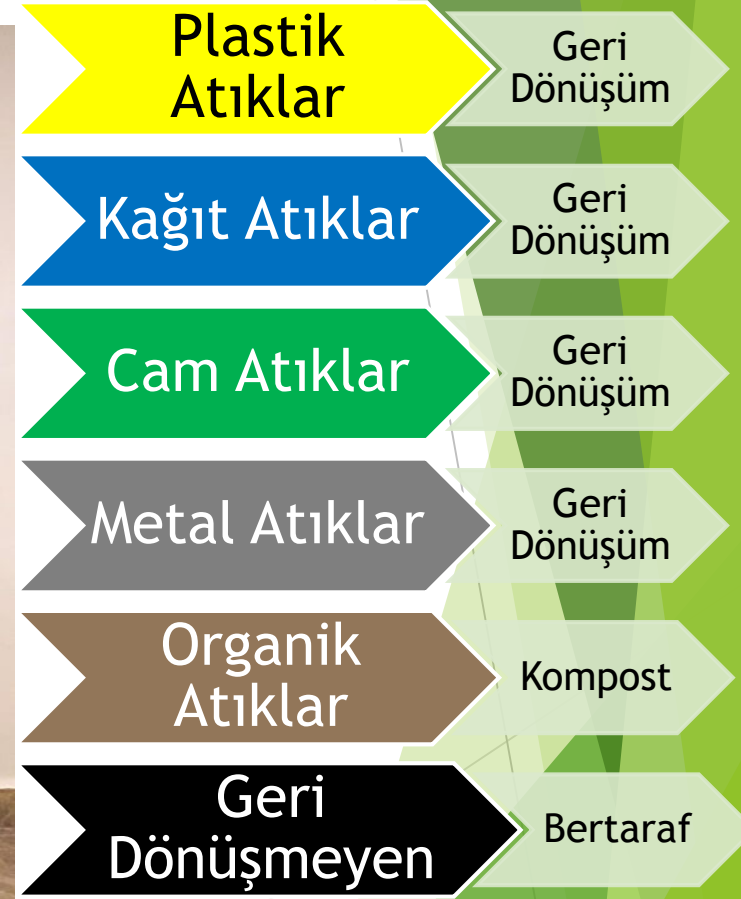 Plastik
Atıklar
Geri
Dönüşüm
Kağıt Atıklar
Geri
Dönüşüm
Cam Atıklar
Geri
Dönüşüm
Metal Atıklar
Geri
Dönüşüm
Organik
Atıklar
Kompost
Geri
Dönüşmeyen
Bertaraf